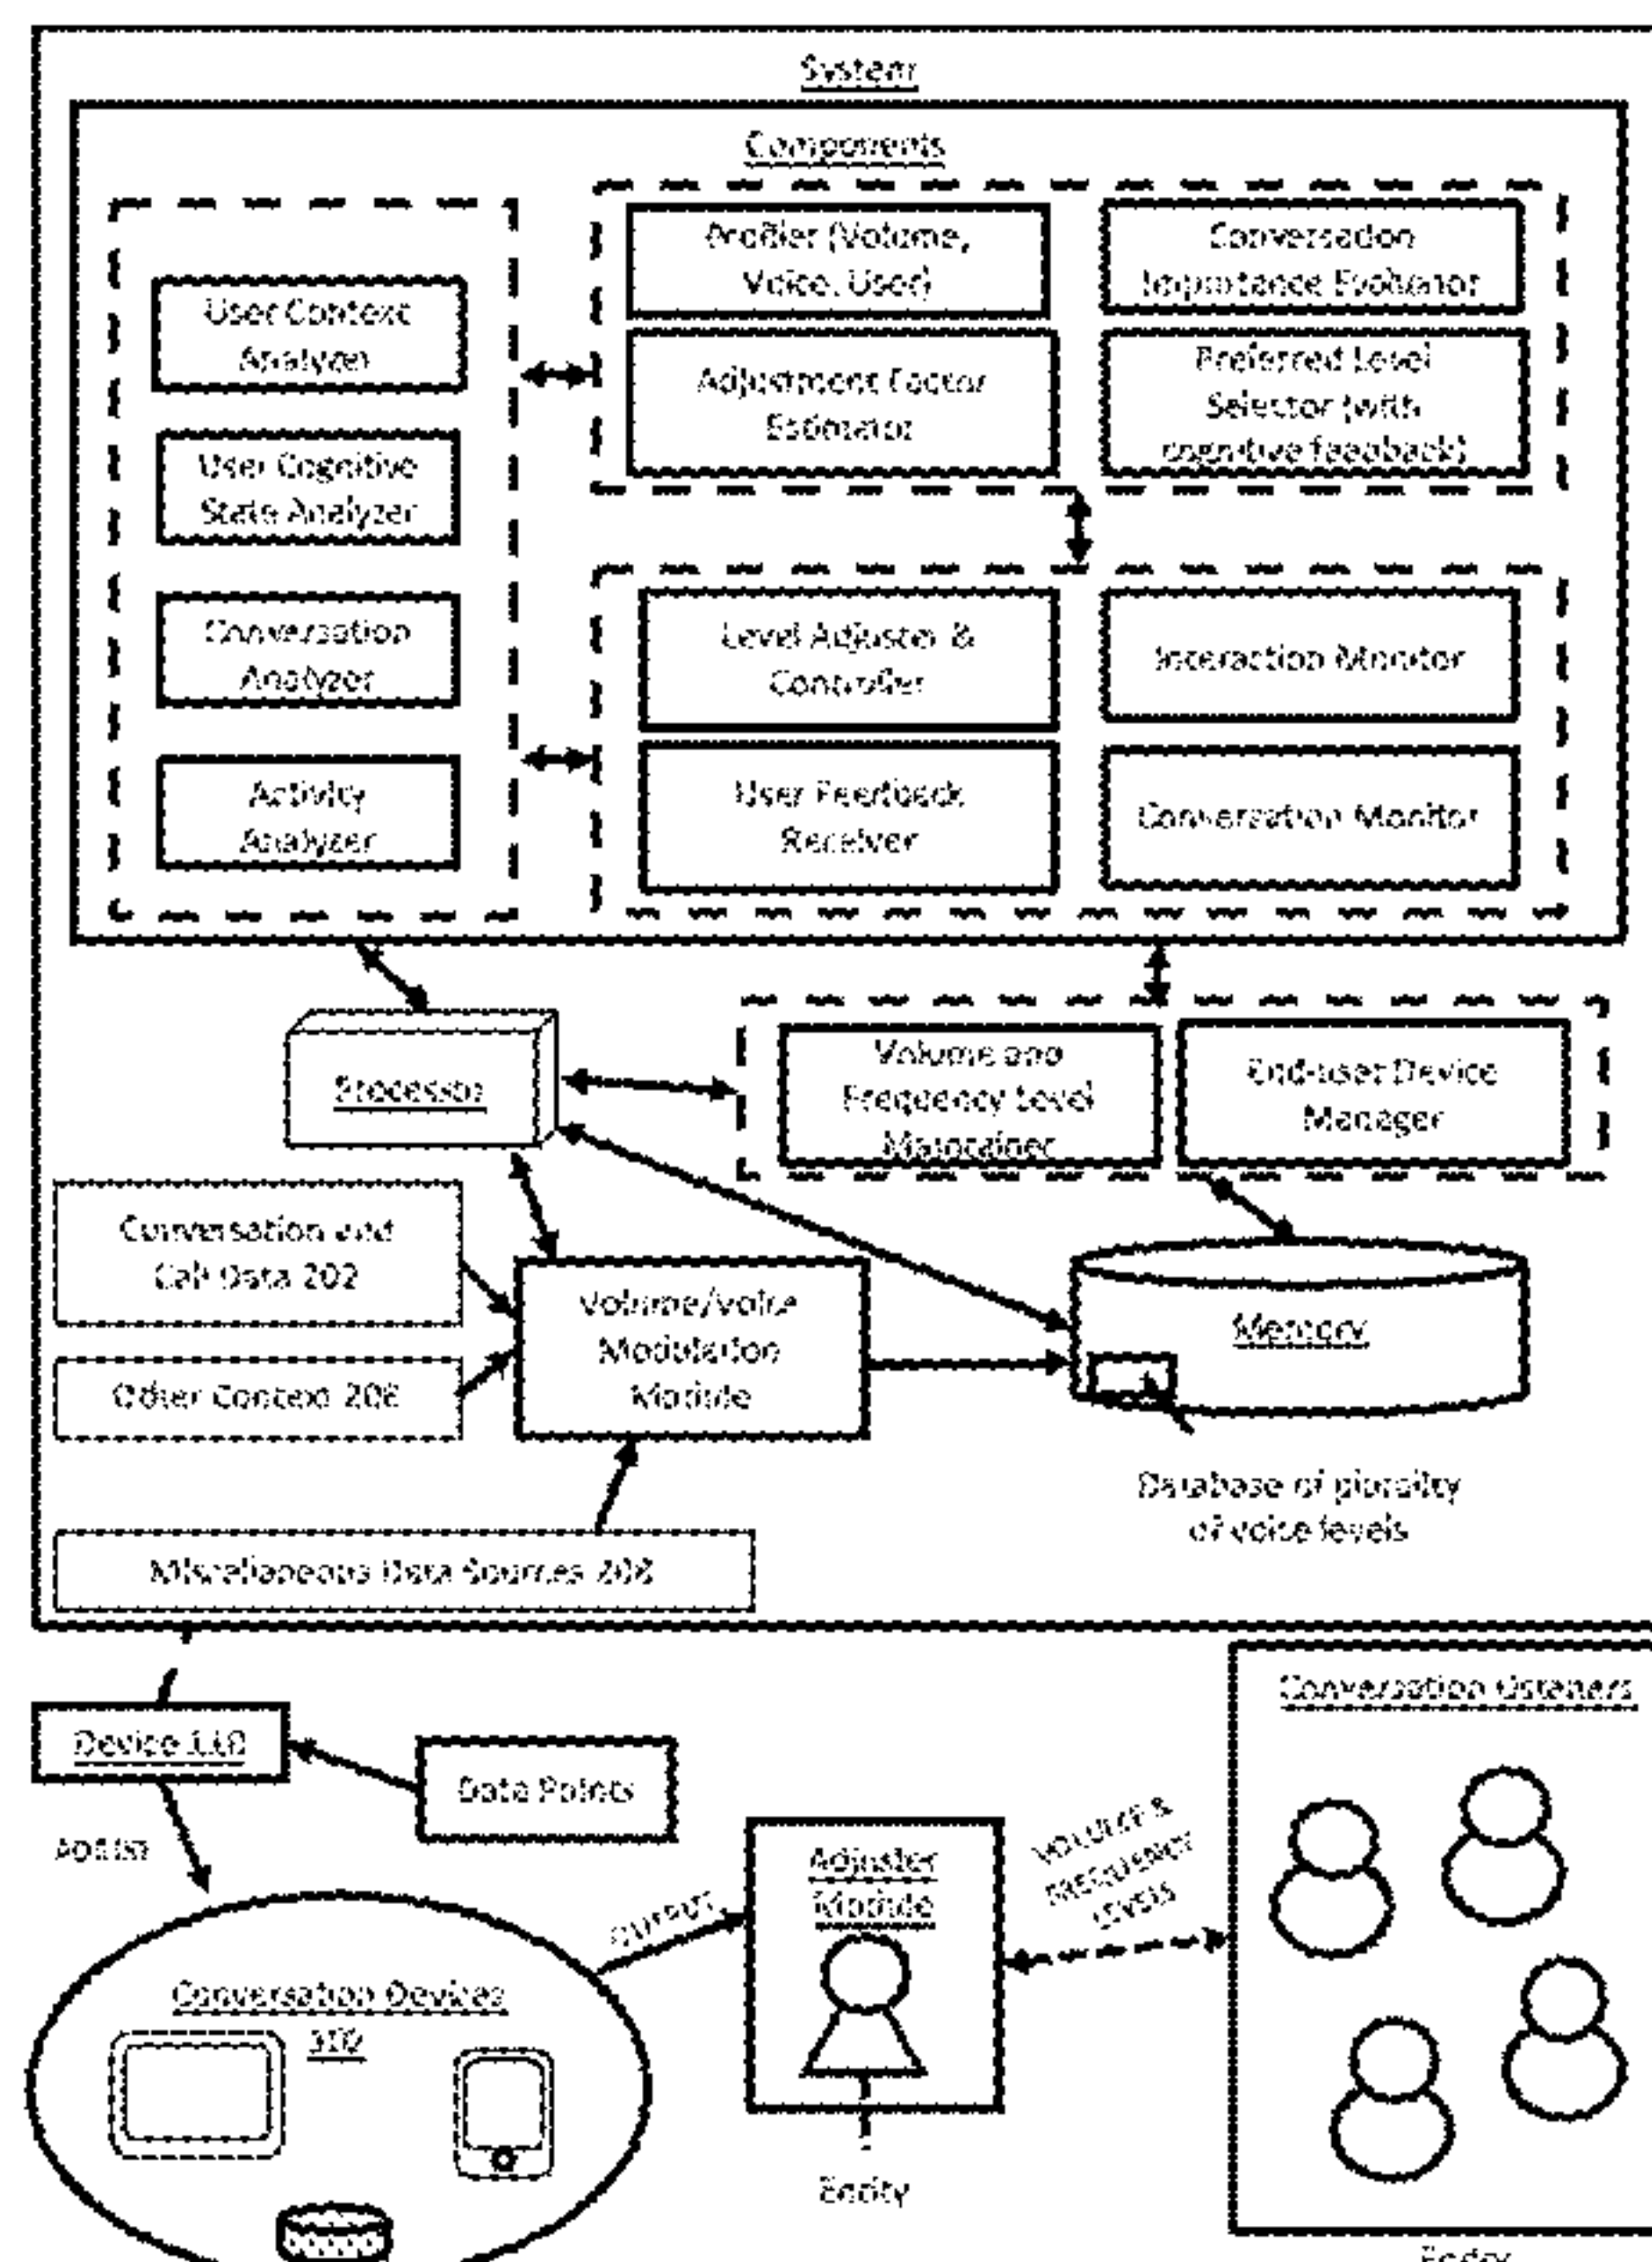 System
Components
User Context
Analyzer
User Cognitive
State Analyzer
Conversation
Analyzer
Activity
Analyzer
Profiler (Volume,
Voice, User)
Conversation
Importance Evaluator
Adjustment Factor
Estimator
Preferred Level
Selector (with
cognitive feedback)
Level Adjuster &
Controller
Interaction Monitor
User Feedback
Receiver
Conversation Monitor
Processor
Volume and
Frequency Level
Maintainer
End-user Device
Manager
Conversation and
Call Data 202
Other Context 206
Volume/Voice
Modulation
Module
Memory
Database of plurality
of voice levels
Miscellaneous Data Sources 208
Device 110
Data Points
Conversation Listeners
Adjuster
Module
VOLUME &
FREQUENCY
LEVELS
OUTPUT
Conversation Devices
Entity
Entity